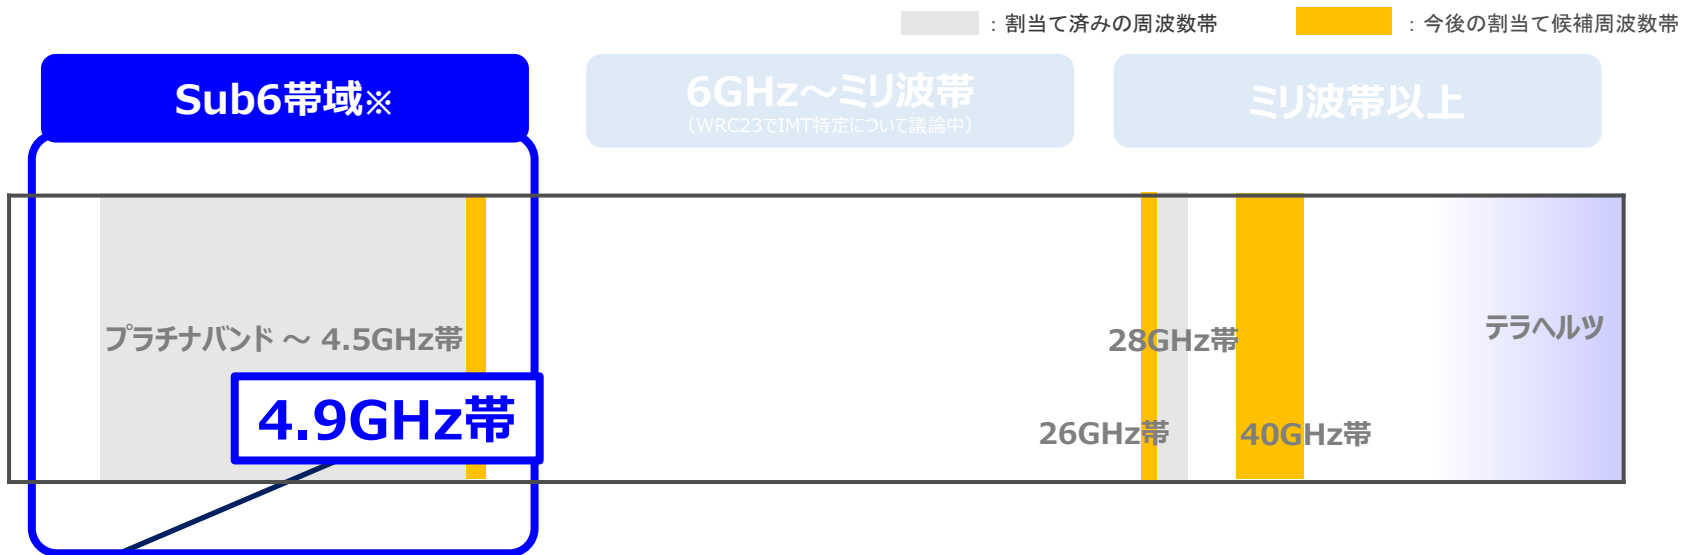 ：割当て済みの周波数帯
：今後の割当て候補周波数帯
Sub6帯域※
6GHz～ミリ波帯
（WRC23でIMT特定について議論中）
ミリ波帯以上
プラチナバンド ～ 4.5GHz帯
28GHz帯
テラヘルツ
4.9GHz帯
26GHz帯
40GHz帯